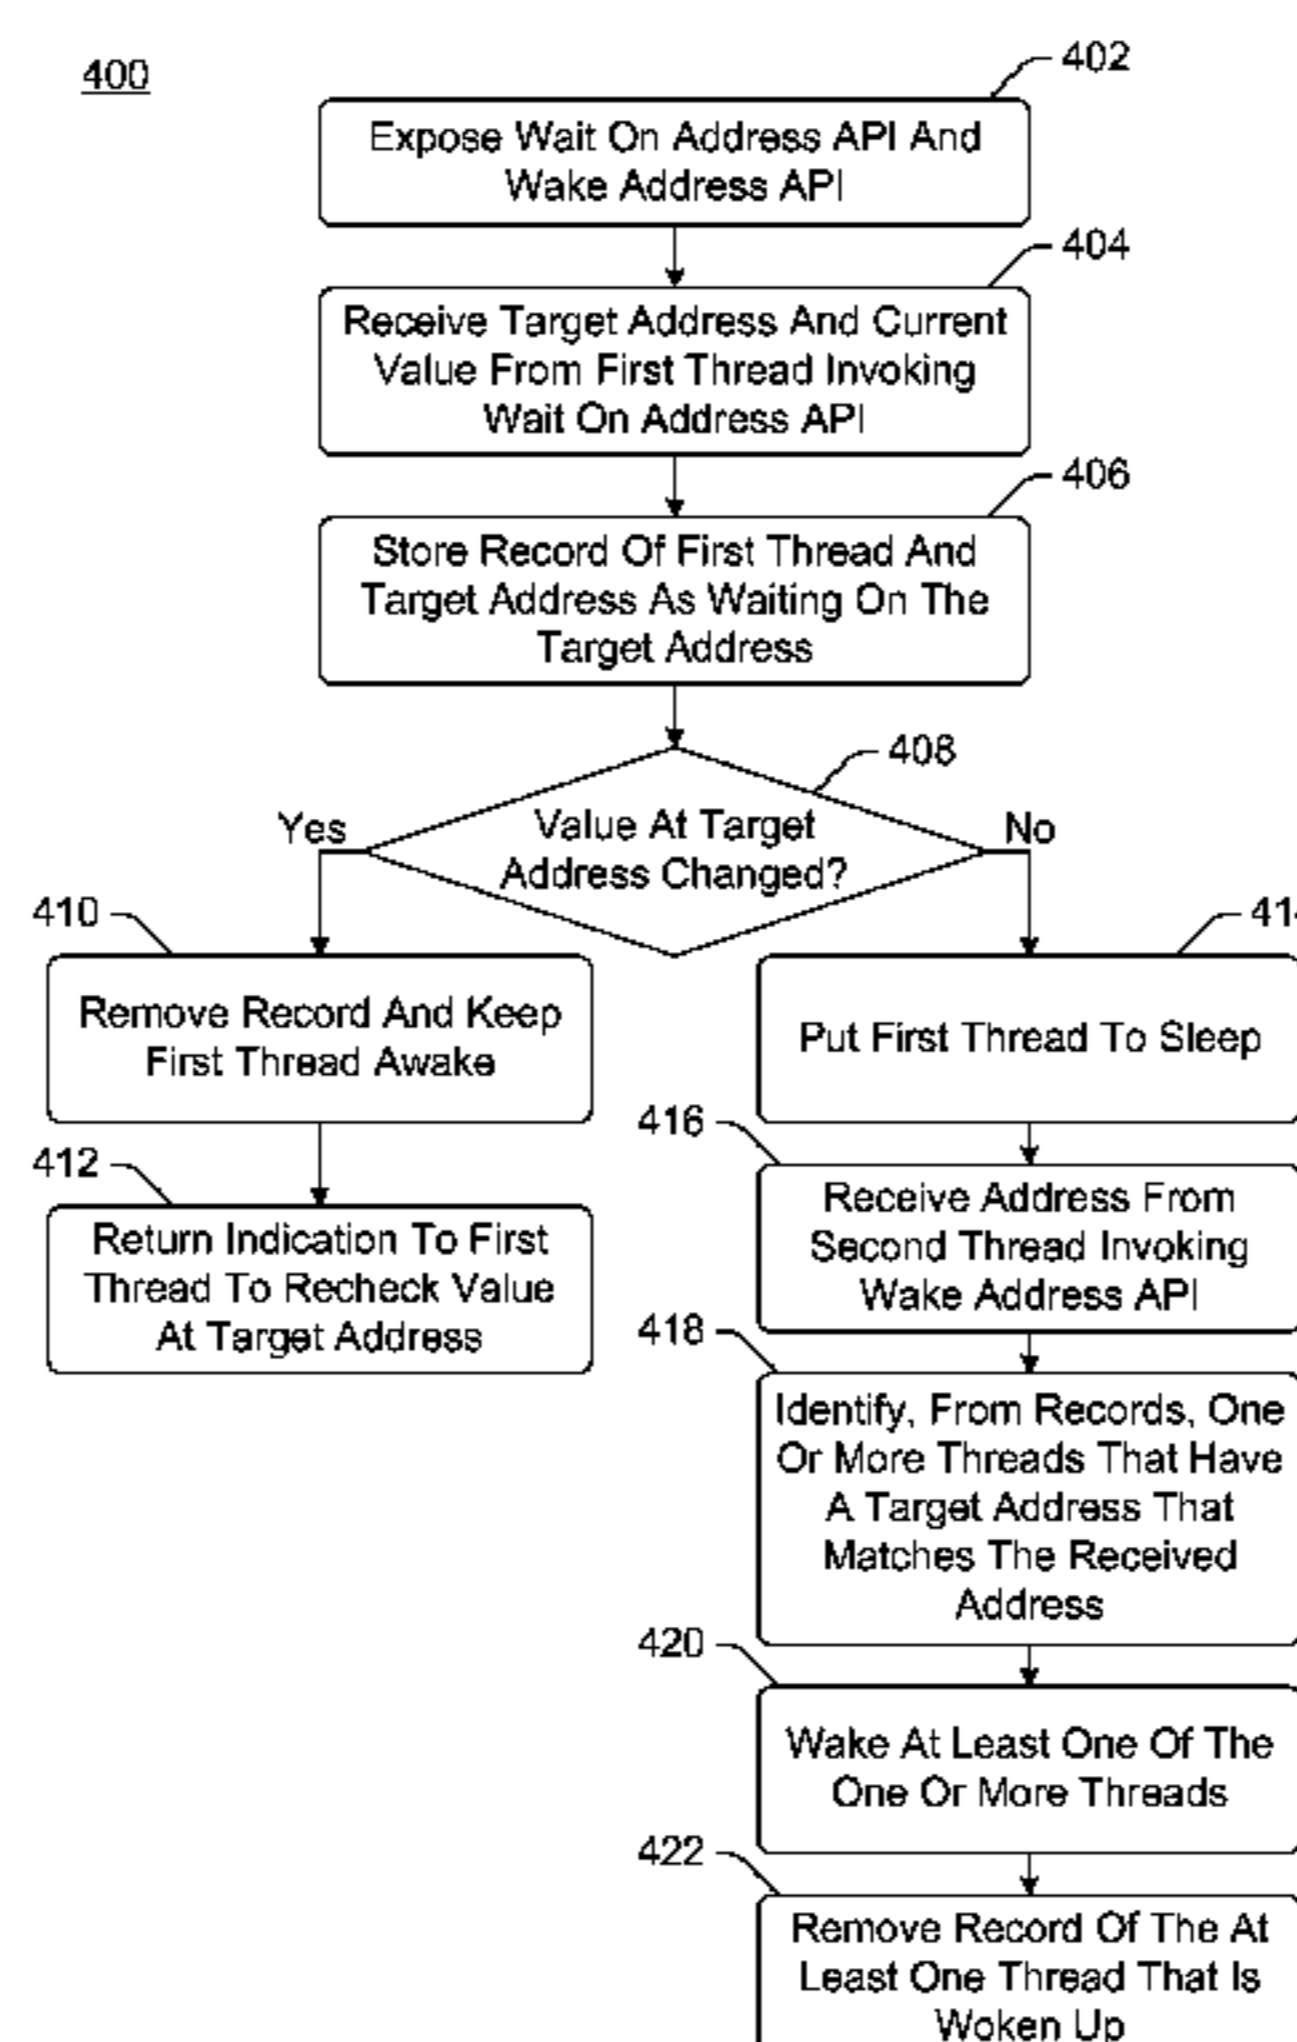 400
402
Expose Wait On Address API And
Wake Address API
404
Receive Target Address And Current
Value From First Thread Invoking
Wait On Address API
406
Store Record Of First Thread And
Target Address As Waiting On The
Target Address
408
Value At Target
Address Changed?
Yes
No
410
Remove Record And Keep
First Thread Awake
412
Return Indication To First
Thread To Recheck Value
At Target Address
Put First Thread To Sleep
416
Receive Address From
Second Thread Invoking
Wake Address API
418
Identify, From Records, One
Or More Threads That Have
A Target Address That
Matches The Received
Address
420
Wake At Least One Of The
One Or More Threads
422
Remove Record Of The At
Least One Thread That Is
Woken Up